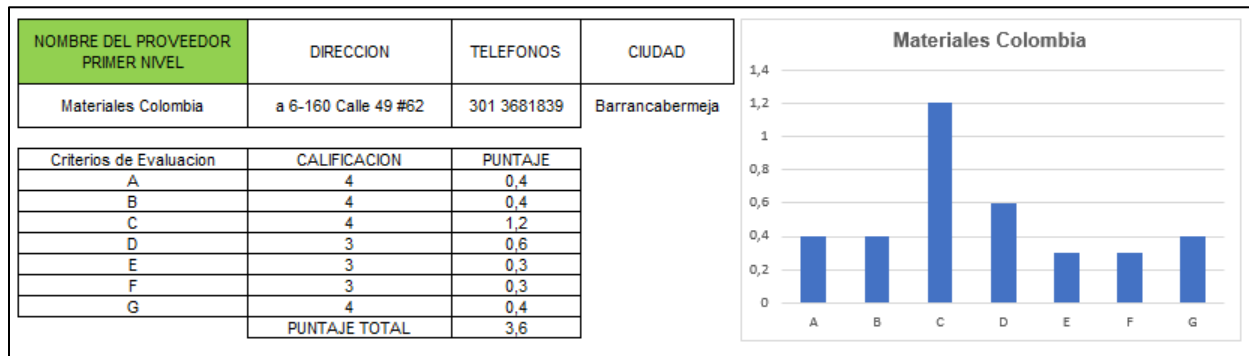 NOMBRE DEL PROVEEDOR PRIMER NIVEL DIRECCION TELEFONOS CIUDAD
Materiales Colombia a 6-160 Calle 49 #62 301 3681839 Barrancabermeja
Criterios de Evaluacion CALIFICACION PUNTAJE
A 4 0,4
B 4 0,4
C 4 1,2
D 3 0,6
E 3 0,3
F 3 0,3
G 4 0,4
PUNTAJE TOTAL 3,6
Materiales Colombia
1,4
1,2
1
0,8
0,6
0,4
0,2
0
A B C D E F G